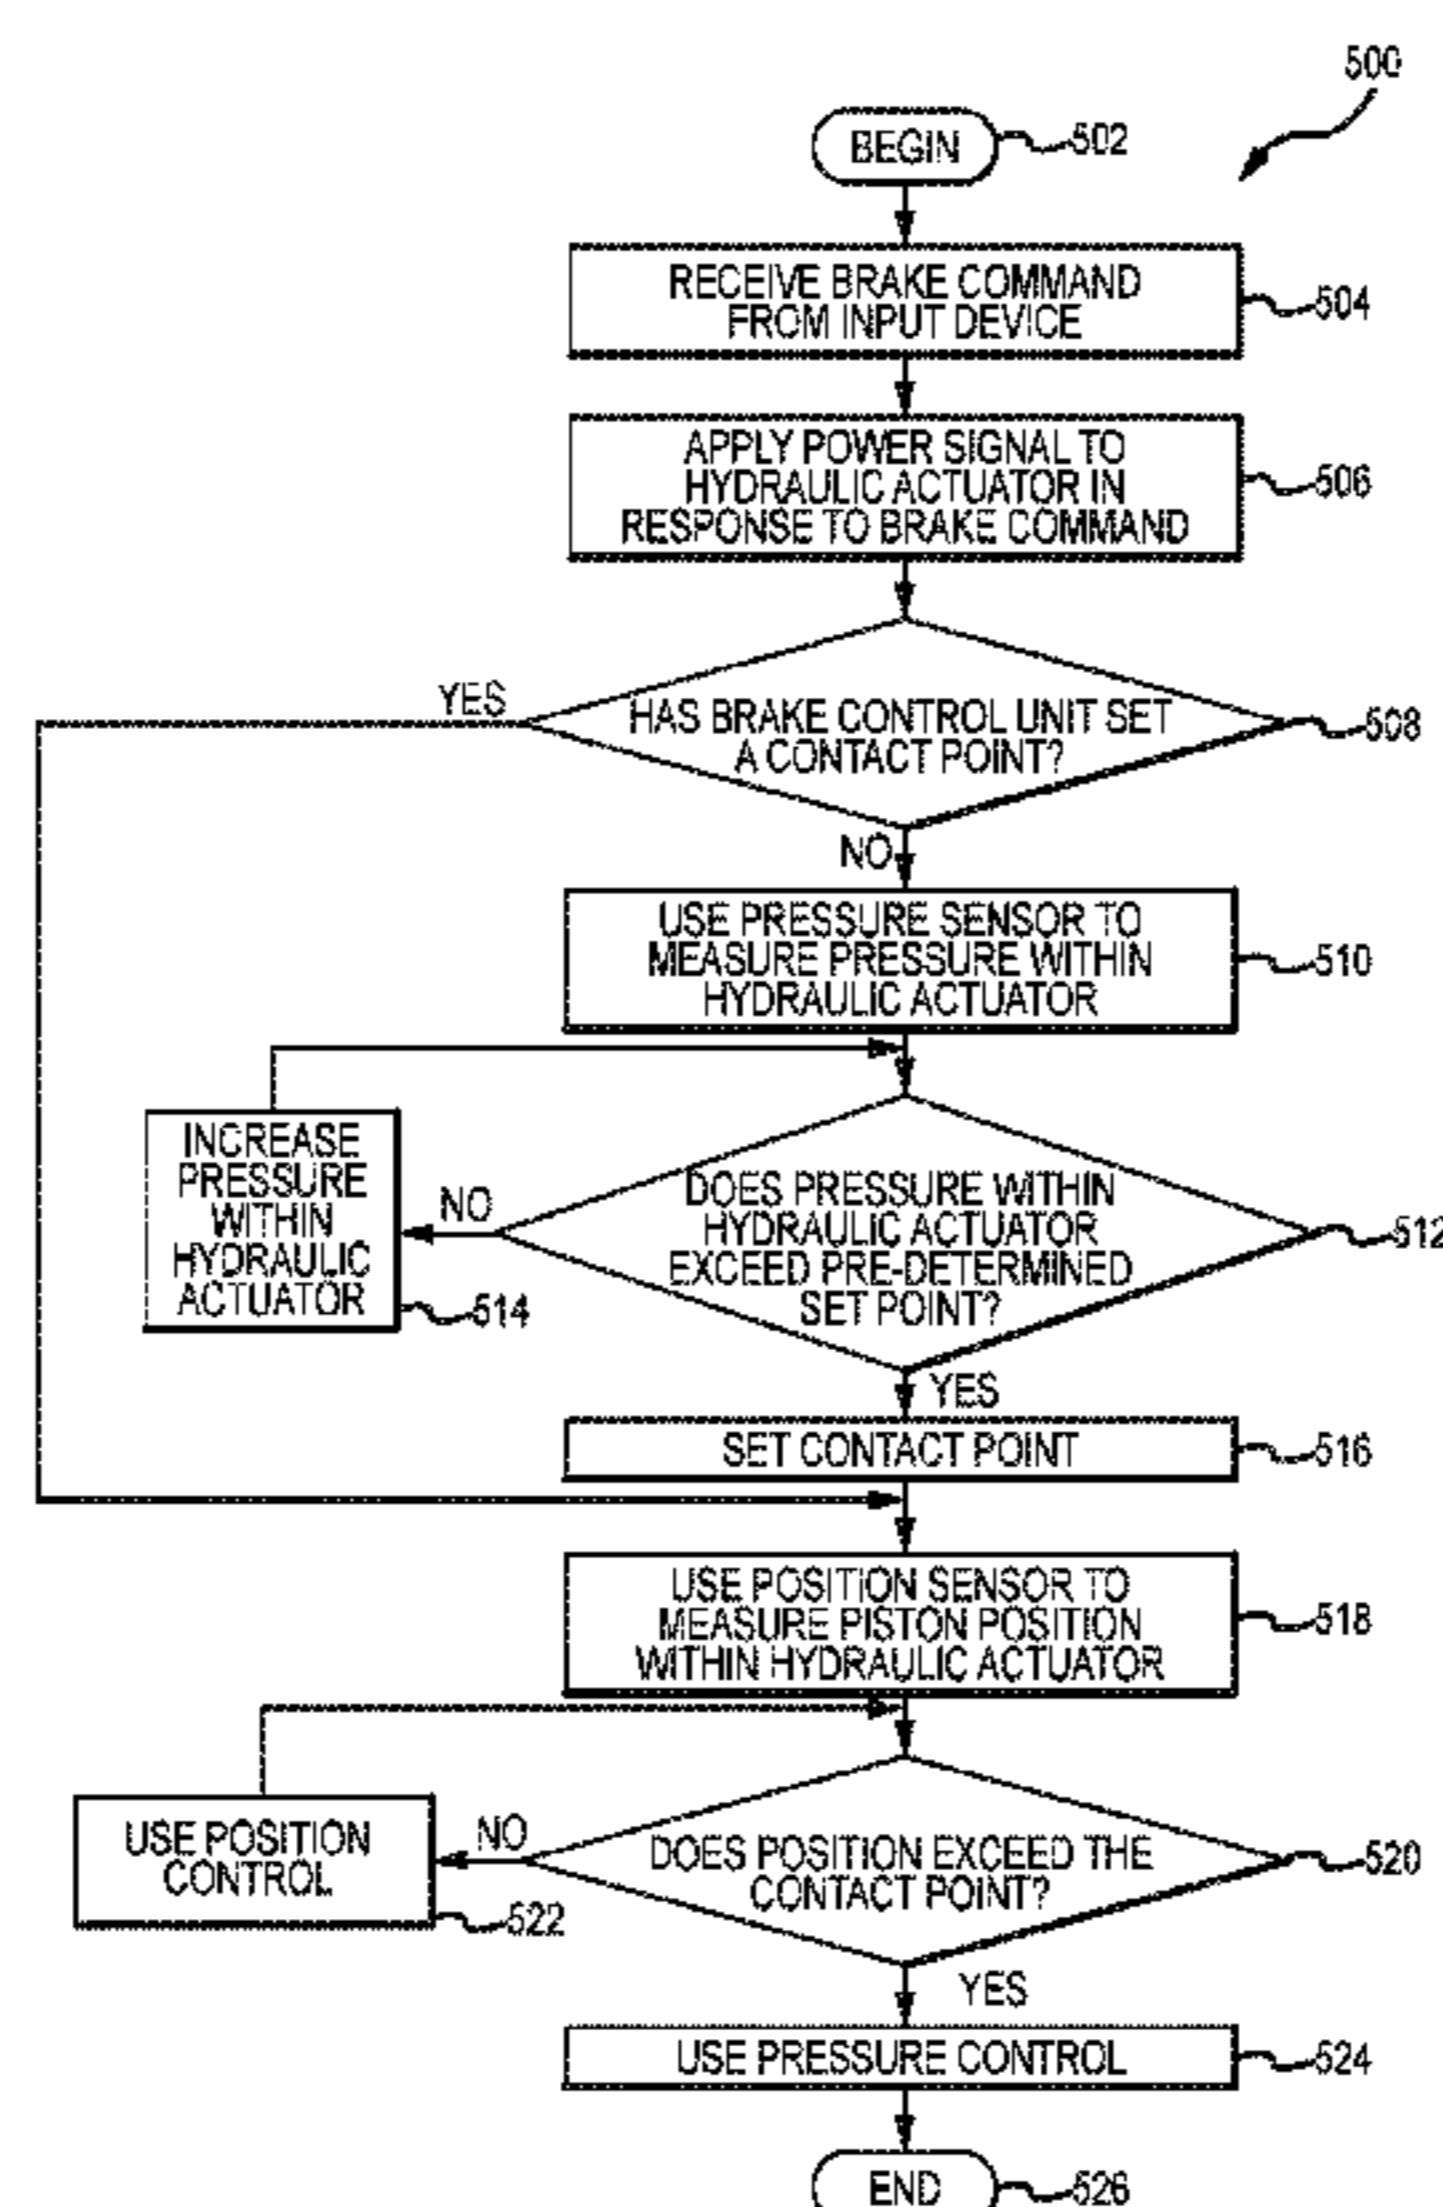 500
BEGIN
502
RECEIVE BRAKE COMMAND
FROM INPUT DEVICE
504
APPLY POWER SIGNAL TO
HYDRAULIC ACTUATOR IN
RESPONSE TO BRAKE COMMAND
506
YES
HAS BRAKE CONTROL UNIT SET
A CONTACT POINT?
508
NO
USE PRESSURE SENSOR TO
MEASURE PRESSURE WITHIN
HYDRAULIC ACTUATOR
510
INCREASE
PRESSURE
WITHIN
HYDRAULIC
ACTUATOR
514
NO
DOES PRESSURE WITHIN
HYDRAULIC ACTUATOR
EXCEED PRE-DETERMINED
SET POINT?
512
YES
SET CONTACT POINT
516
USE POSITION SENSOR TO
MEASURE PISTON POSITION
WITHIN HYDRAULIC ACTUATOR
518
USE POSITION
CONTROL
522
NO
DOES POSITION EXCEED THE
CONTACT POINT?
520
YES
USE PRESSURE CONTROL
524
END
526